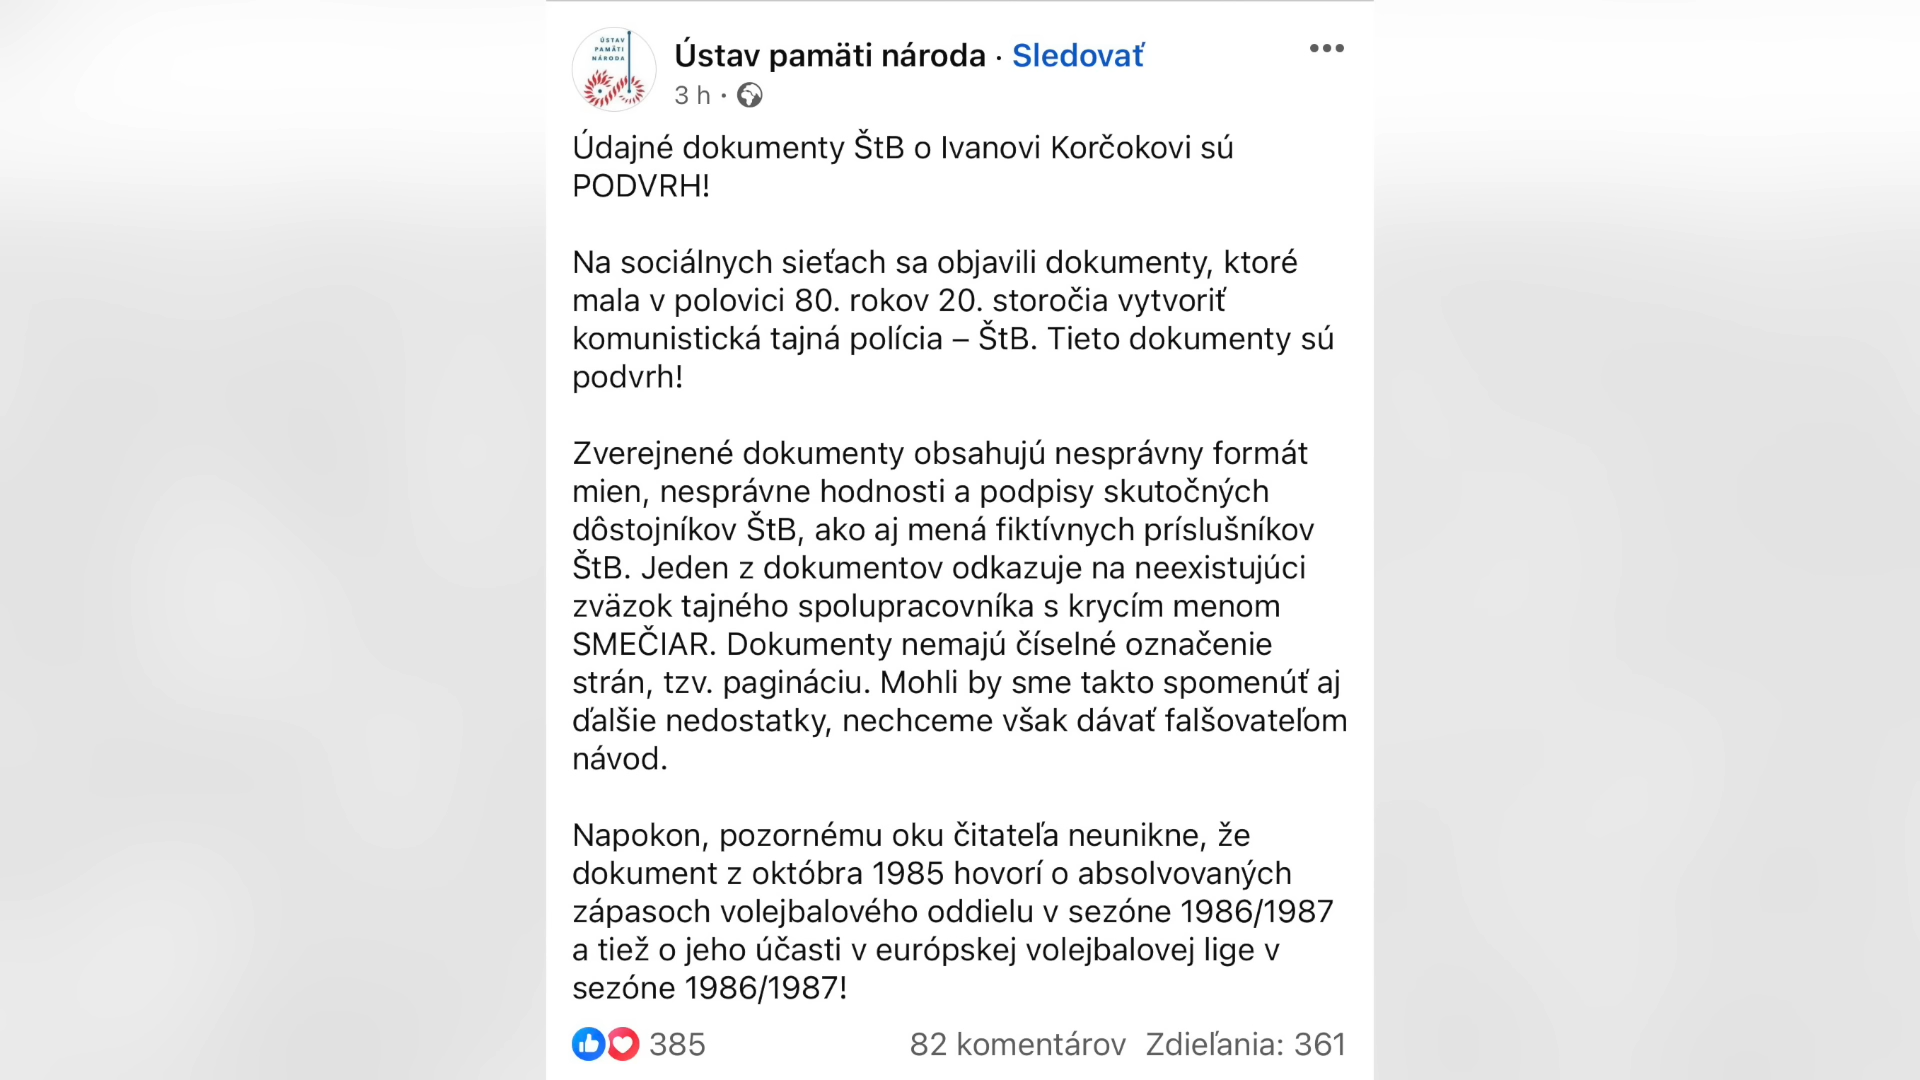 ÚSTAV
PAMÄTI
NÁRODA
Ústav pamäti národa · Sledovať
3 h ·
Údajné dokumenty ŠtB o Ivanovi Korčokovi sú
PODVRH!
Na sociálnych sieťach sa objavili dokumenty, ktoré
mala v polovici 80. rokov 20. storočia vytvoriť
komunistická tajná polícia – ŠtB. Tieto dokumenty sú
podvrh!
Zverejnené dokumenty obsahujú nesprávny formát
mien, nesprávne hodnosti a podpisy skutočných
dôstojníkov ŠtB, ako aj mená fiktívnych príslušníkov
ŠtB. Jeden z dokumentov odkazuje na neexistujúci
zväzok tajného spolupracovníka s krycím menom
SMEČIAR. Dokumenty nemajú číselné označenie
strán, tzv. pagináciu. Mohli by sme takto spomenúť aj
ďalšie nedostatky, nechceme však dávať falšovateľom
návod.
Napokon, pozornému oku čitateľa neunikne, že
dokument z októbra 1985 hovorí o absolvovaných
zápasoch volejbalového oddielu v sezóne 1986/1987
a tiež o jeho účasti v európskej volejbalovej lige v
sezóne 1986/1987!
385 82 komentárov Zdieľania: 361